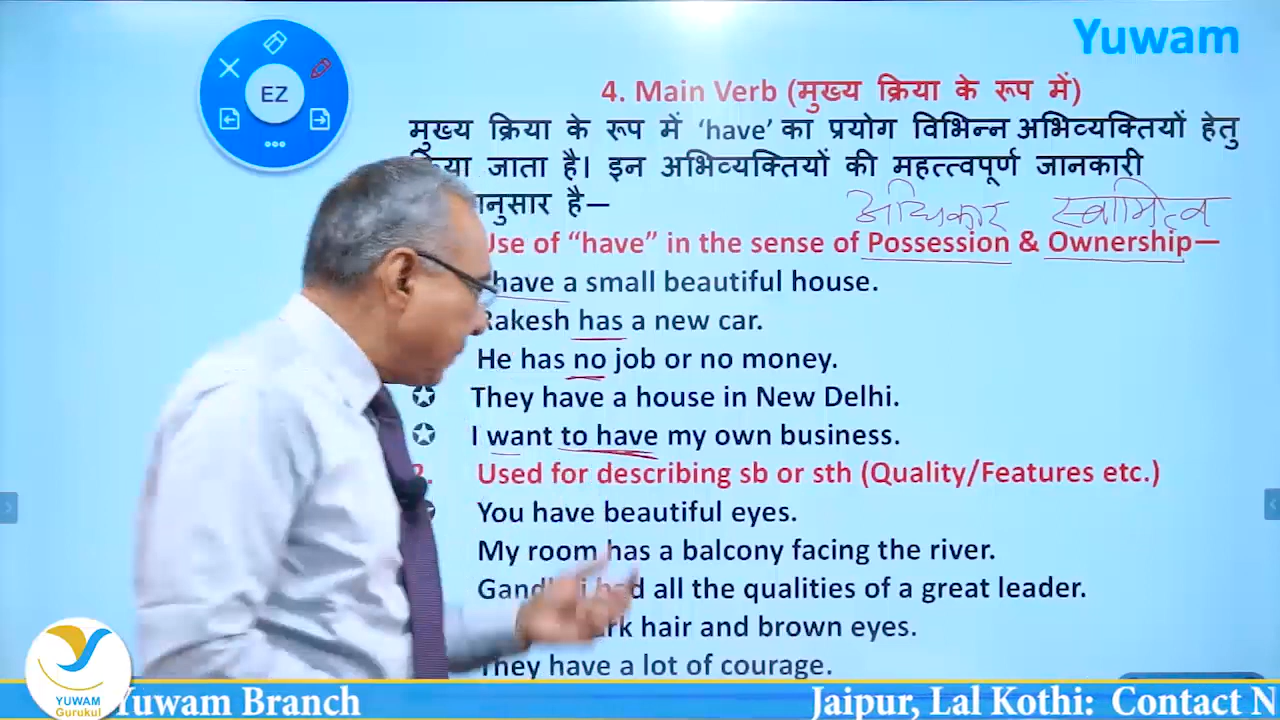 Yuwam
EZ
4. Main Verb (मुख्य क्रिया के रूप में)
मुख्य क्रिया के रूप में ‘have’ का प्रयोग विभिन्न अभिव्यक्तियों हेतु
जाता है। इन अभिव्यक्तियों की महत्त्वपूर्ण जानकारी
है—
अधिकार स्वामित्व
Use of “have” in the sense of Possession & Ownership—
have a small beautiful house.
Rakesh has a new car.
He has no job or no money.
They have a house in New Delhi.
I want to have my own business.
2. Used for describing sb or sth (Quality/Features etc.)
You have beautiful eyes.
My room has a balcony facing the river.
had all the qualities of a great leader.
hair and brown eyes.
They have a lot of courage.
YUWAM
Gurukul
Yuwam Branch
Jaipur, Lal Kothi: Contact N